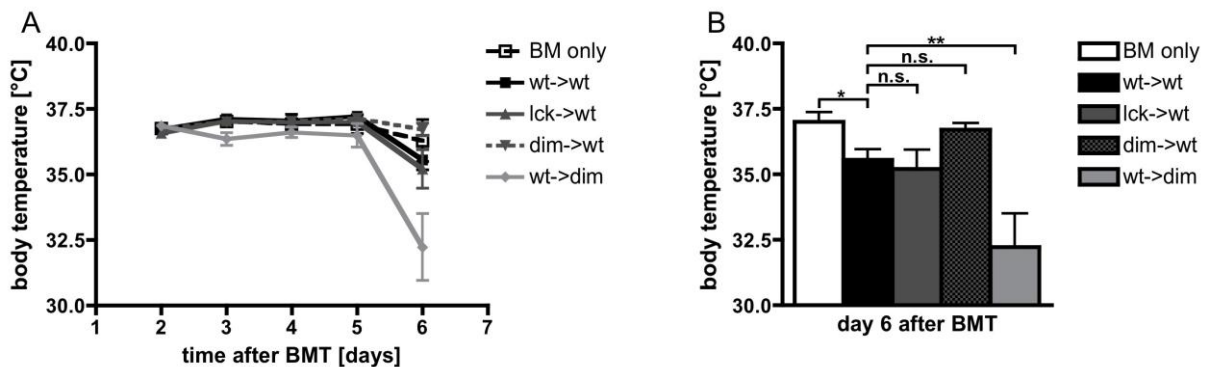 A
body temperature [°C]
40.0
37.5
35.0
32.5
30.0
1 2 3 4 5 6 7
time after BMT [days]
BM only
wt->wt
lck->wt
dim->wt
wt->dim
B
body temperature [°C]
40.0
37.5
35.0
32.5
30.0
**
n.s.
n.s.
*
day 6 after BMT
BM only
wt->wt
lck->wt
dim->wt
wt->dim